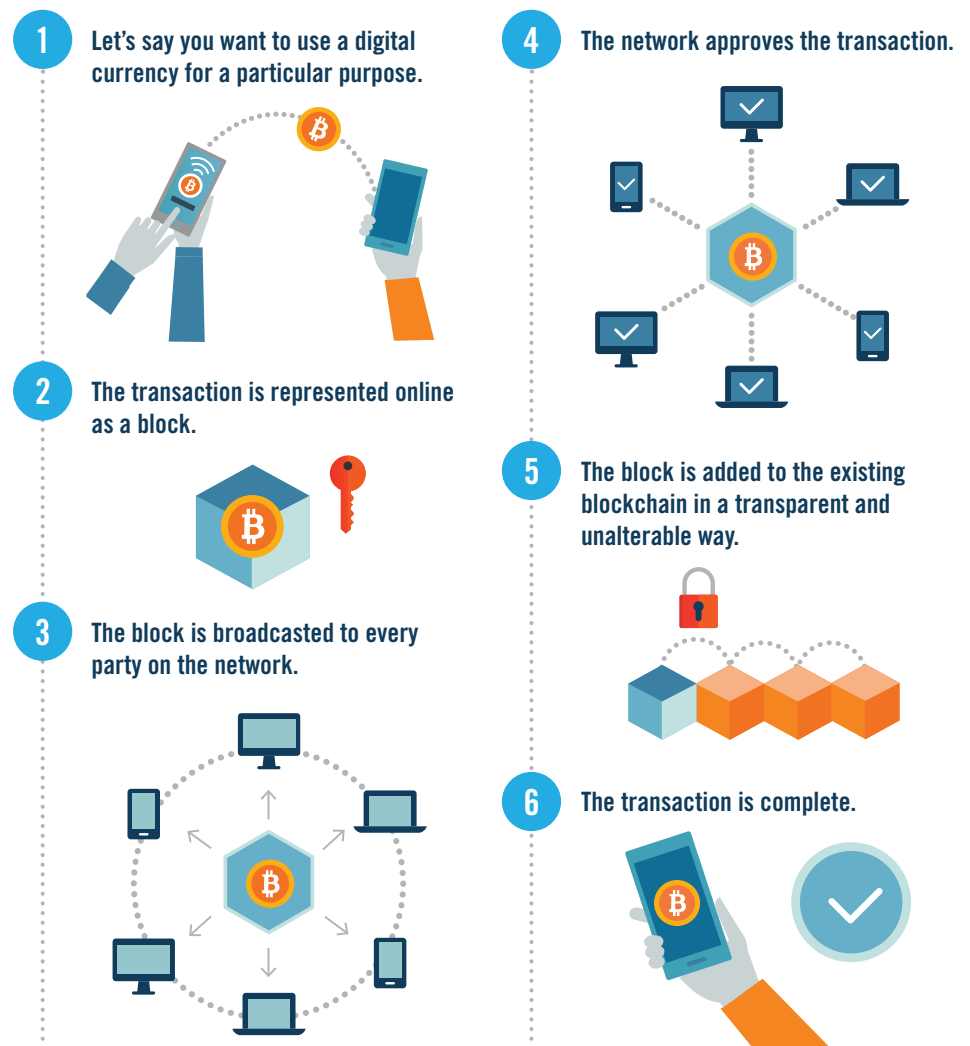 1
Let's say you want to use a digital
currency for a particular purpose.
2
The transaction is represented online
as a block.
3
The block is broadcasted to every
party on the network.
4
The network approves the transaction.
5
The block is added to the existing
blockchain in a transparent and
unalterable way.
6
The transaction is complete.